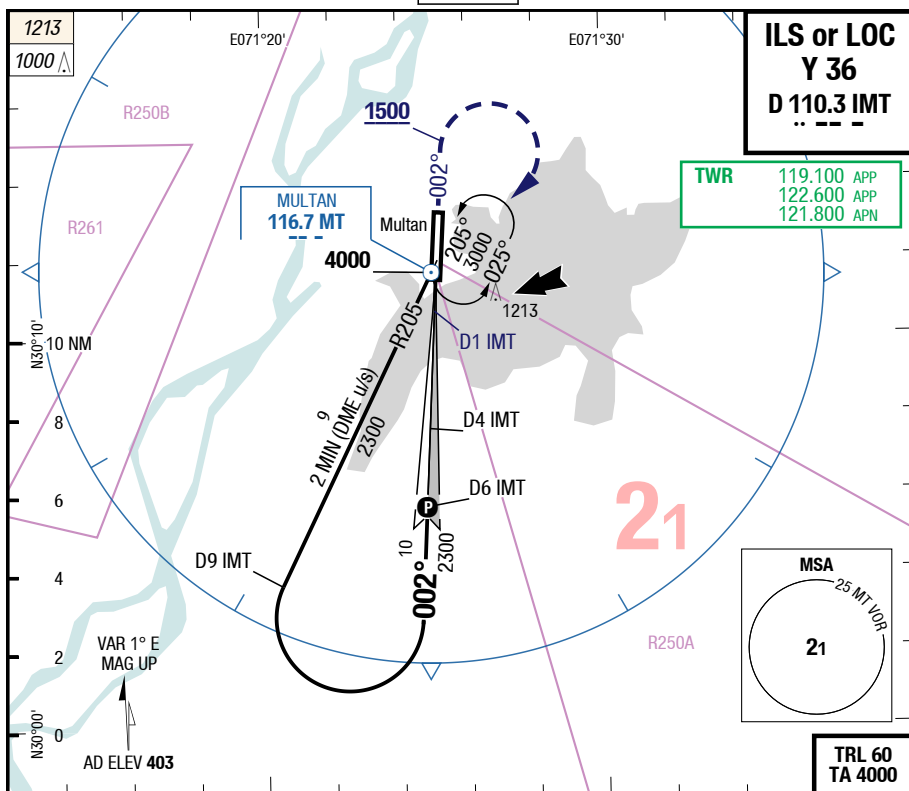 1213
1000
E071°20'
E071°30'
ILS or LOC
Y 36
D 110.3 IMT
R250B
1500
002°
TWR 119.100 APP
122.600 APP
121.800 APN
MULTAN
116.7 MT
Multan
R261
4000
205°
3000
025°
1213
N30°10'
10 NM
R205
D1 IMT
8
9
2 MIN (DME u/s)
2300
D4 IMT
6
D6 IMT
P
21
10
2300
002°
4
D9 IMT
MSA
25 MT VOR
21
VAR 1° E
MAG UP
2
R250A
N30°00'
0
AD ELEV 403
TRL 60
TA 4000